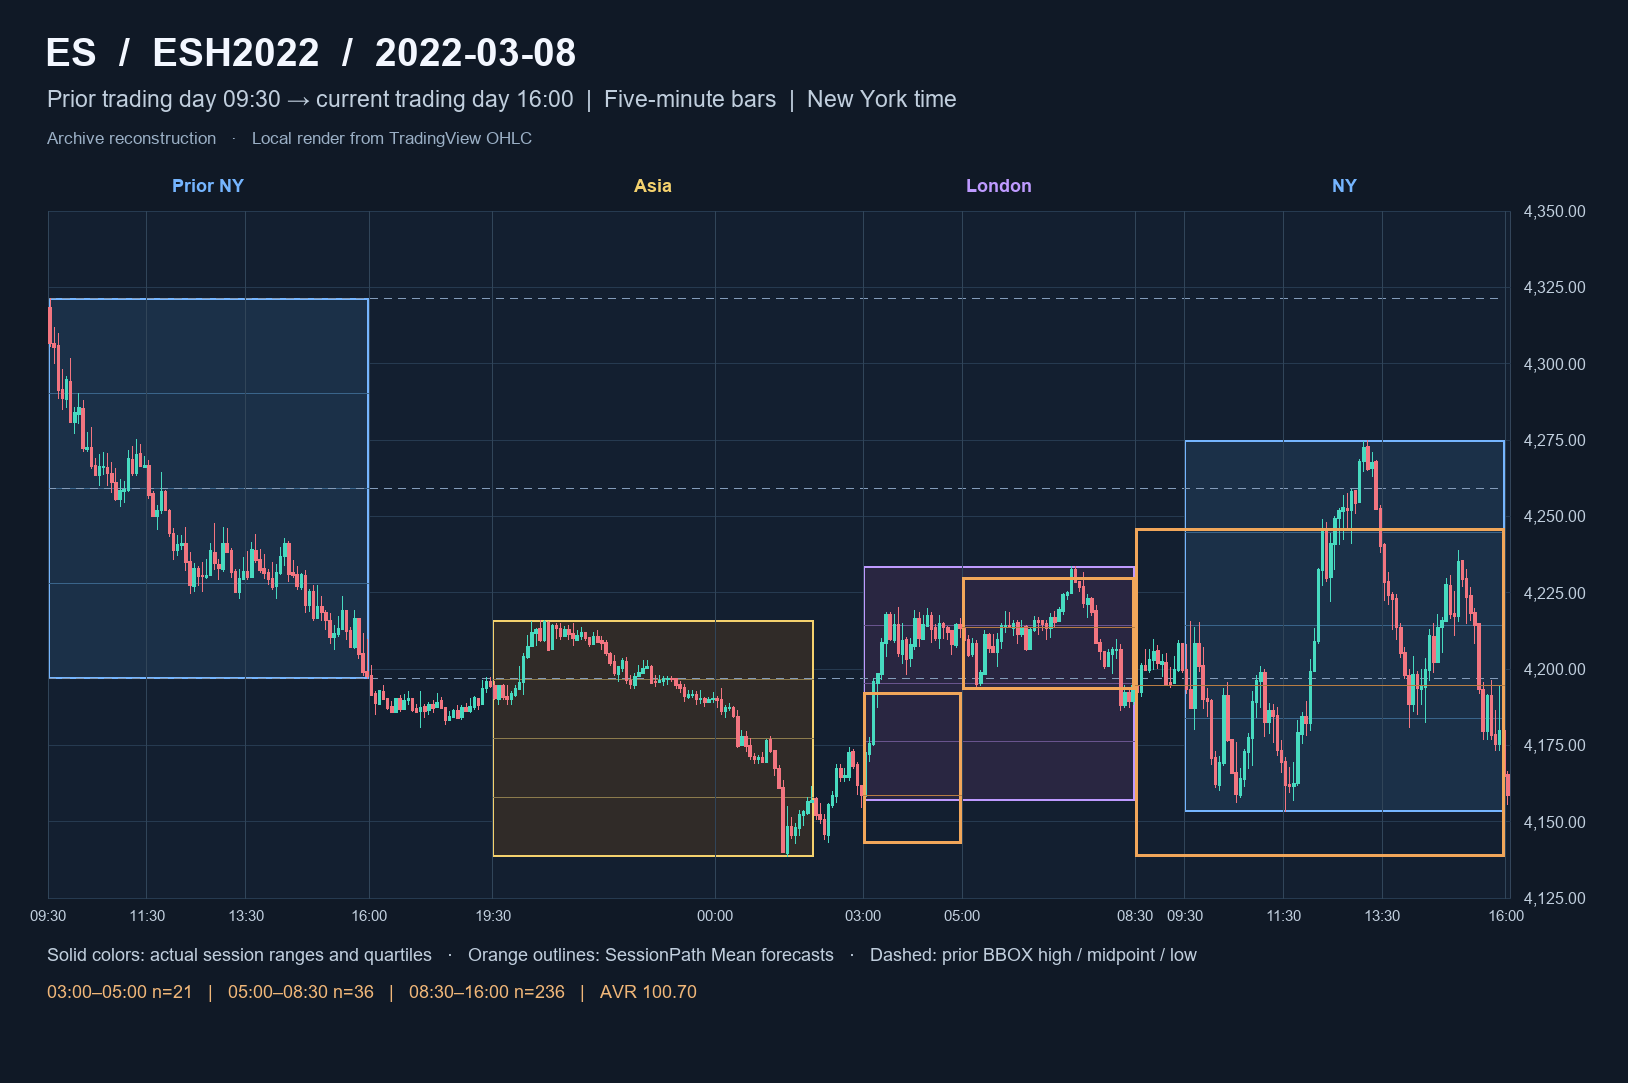 ES / ESH2022 / 2022-03-08
Prior trading day 09:30 → current trading day 16:00 | Five-minute bars | New York time
Archive reconstruction · Local render from TradingView OHLC
Prior NY Asia London NY
4,350.00
4,325.00
4,300.00
4,275.00
4,250.00
4,225.00
4,200.00
4,175.00
4,150.00
4,125.00
09:30 11:30 13:30 16:00 19:30 00:00 03:00 05:00 08:30 09:30 11:30 13:30 16:00
Solid colors: actual session ranges and quartiles · Orange outlines: SessionPath Mean forecasts · Dashed: prior BBOX high / midpoint / low
03:00–05:00 n=21 | 05:00–08:30 n=36 | 08:30–16:00 n=236 | AVR 100.70